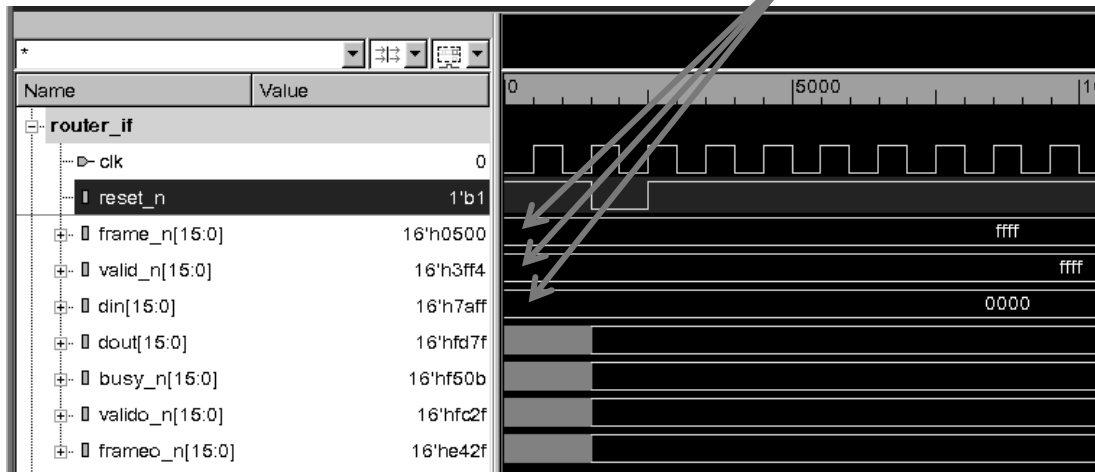 *
Name Value 0 5000 1
router_if
clk 0
reset_n 1'b1
frame_n[15:0] 16'h0500 ffff
valid_n[15:0] 16'h3ff4 ffff
din[15:0] 16'h7aff 0000
dout[15:0] 16'hfd7f
busy_n[15:0] 16'hf50b
valido_n[15:0] 16'hfc2f
frameo_n[15:0] 16'he42f